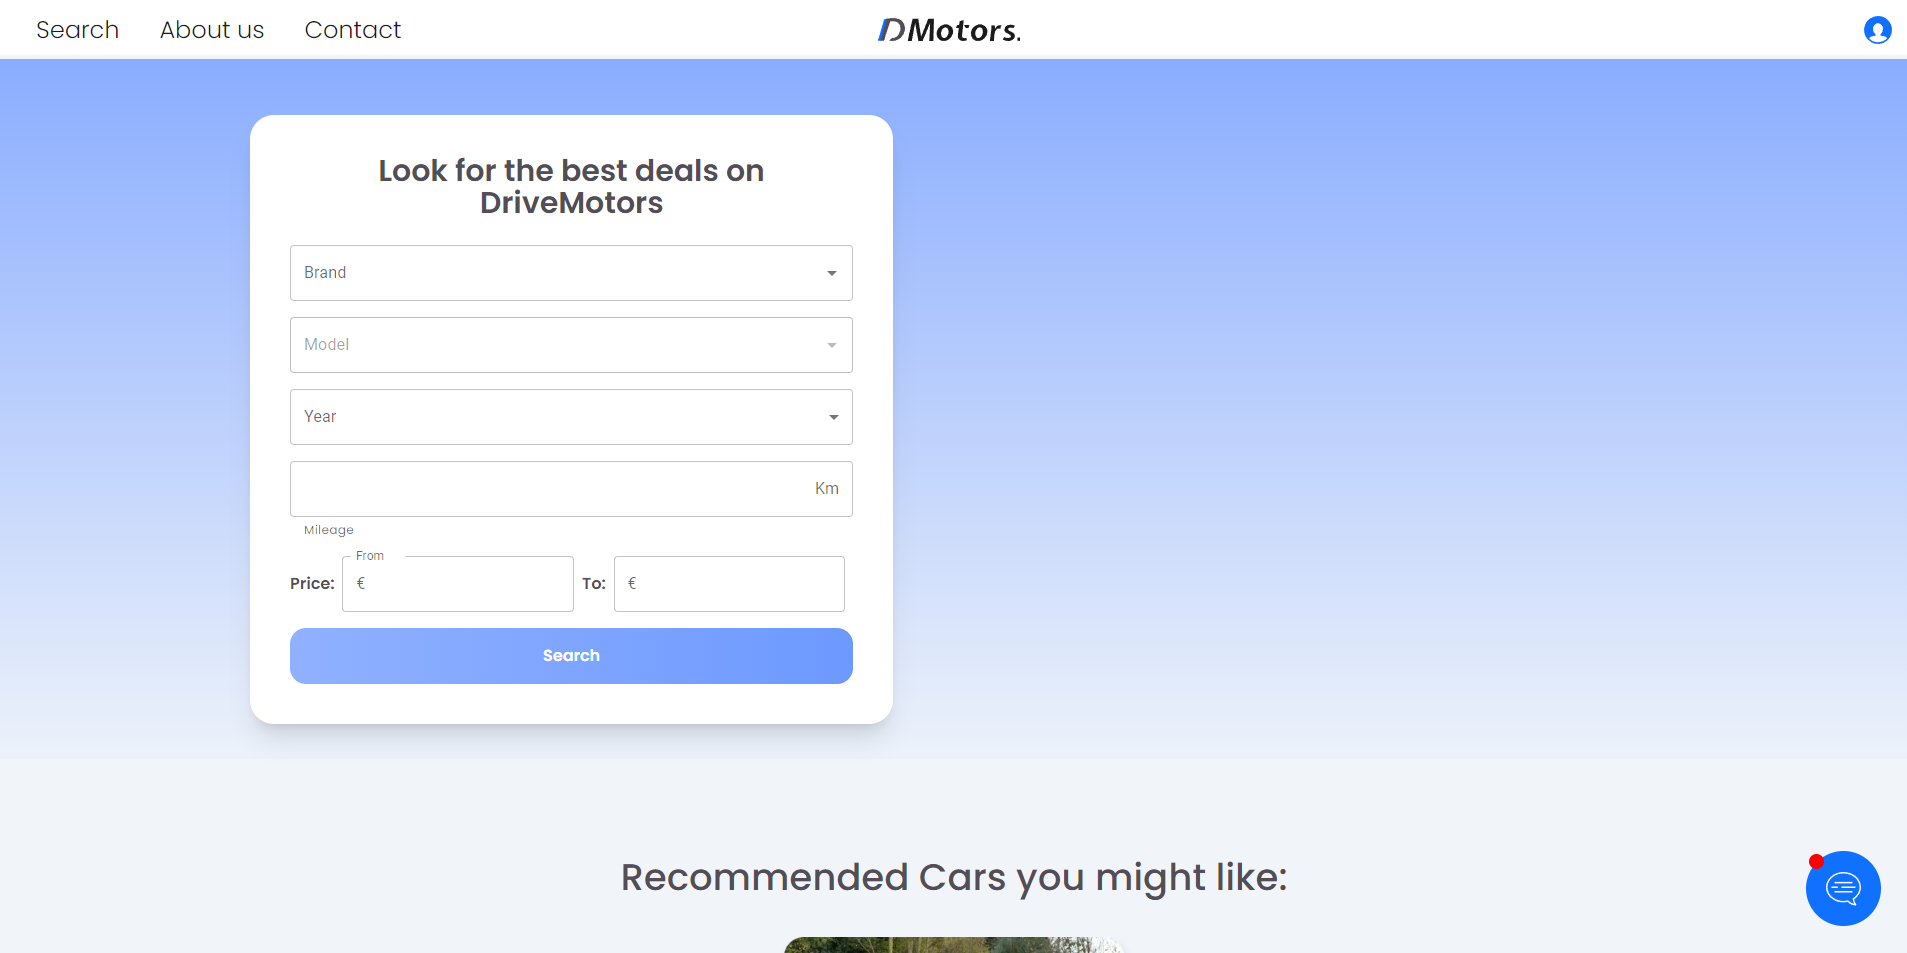 Search
About us
Contact
DMotors.
Look for the best deals on
DriveMotors
Brand
Model
Year
Km
Mileage
From
Price:
€
To:
€
Search
Recommended Cars you might like: